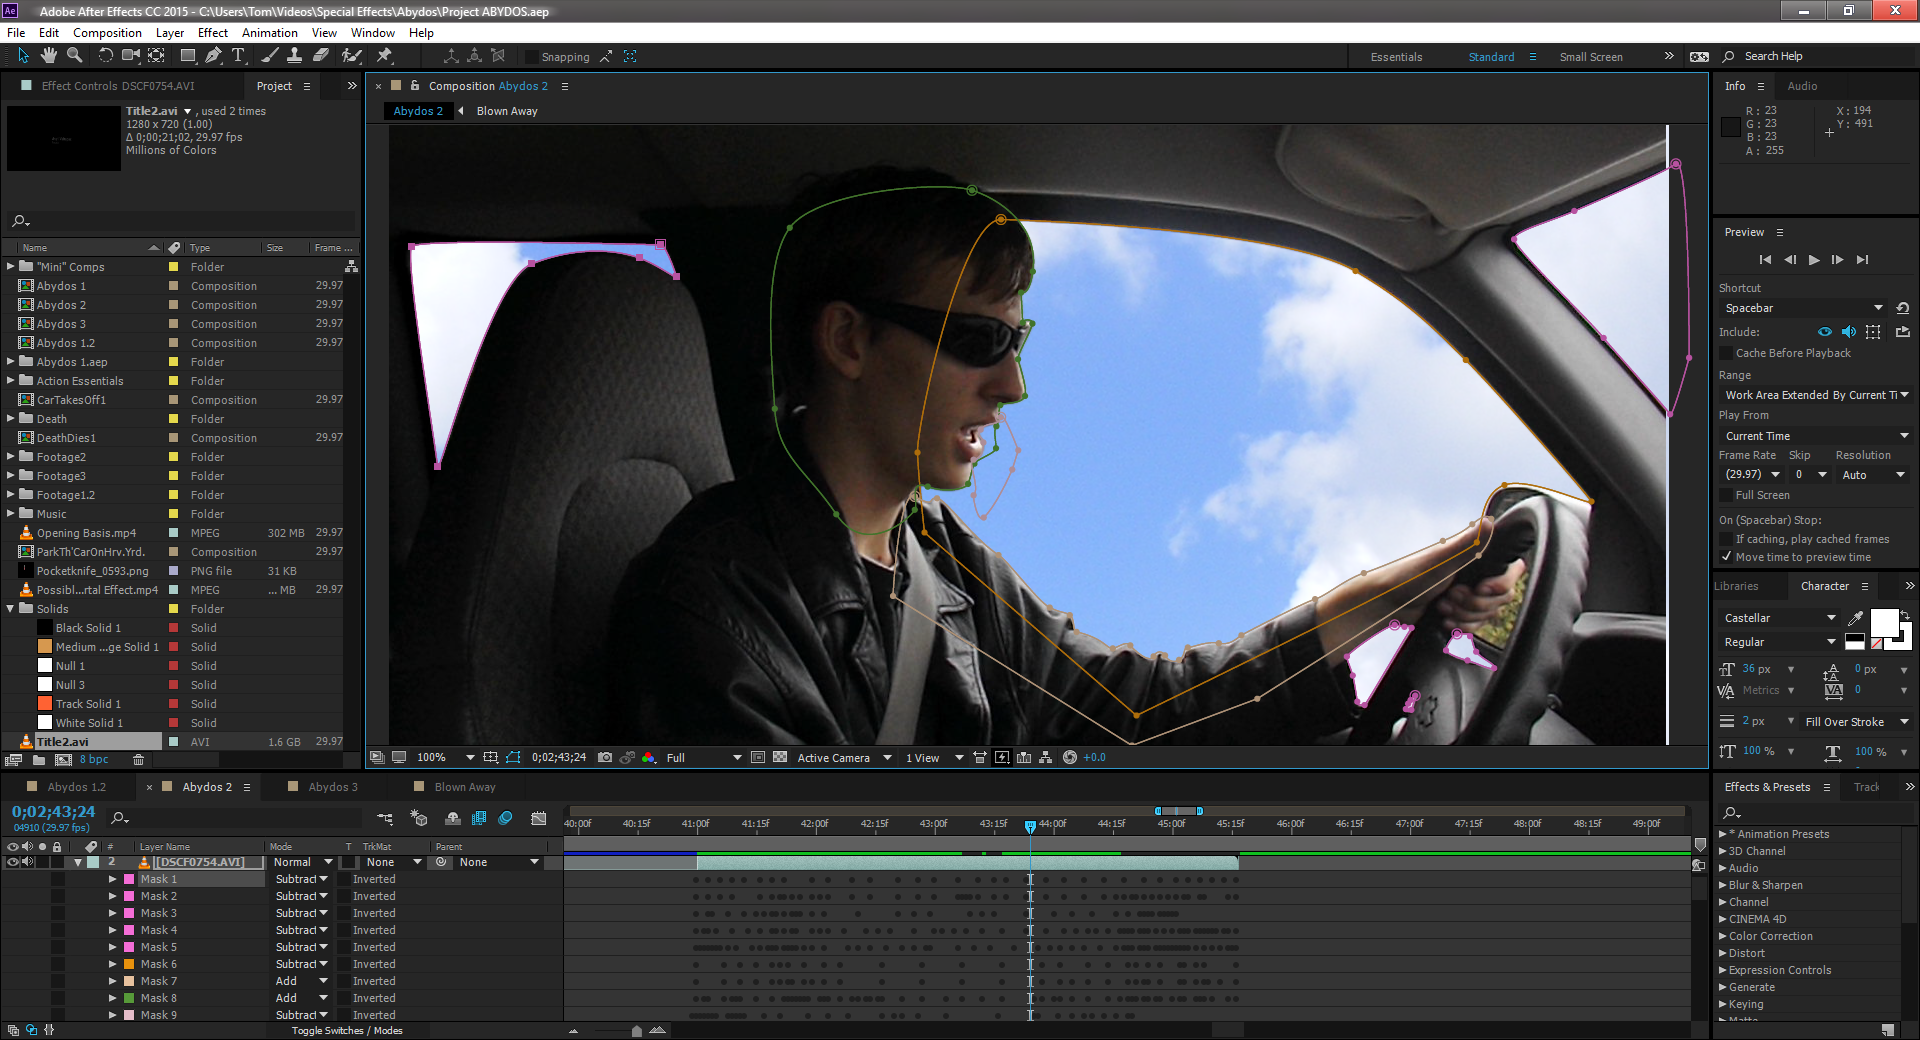 Adobe After Effects CC 2015 - C:\Users\Tom\Videos\Special Effects\Abydos\Project ABYDOS.aep
File Edit Composition Layer Effect Animation View Window Help
Snapping
Essentials Standard Small Screen Search Help
Effect Controls DSCF0754.AVI Project
Title2.avi , used 2 times
1280 x 720 (1.00)
Δ 0;00;21;02, 29.97 fps
Millions of Colors
Name Type Size Frame ...
"Mini" Comps Folder
Abydos 1 Composition 29.97
Abydos 2 Composition 29.97
Abydos 3 Composition 29.97
Abydos 1.2 Composition 29.97
Abydos 1.aep Folder
Action Essentials Folder
CarTakesOff1 Composition 29.97
Death Folder
DeathDies1 Composition 29.97
Footage2 Folder
Footage3 Folder
Footage1.2 Folder
Music Folder
Opening Basis.mp4 MPEG 302 MB 29.97
ParkTh'CarOnHrv.Yrd. Composition 29.97
Pocketknife_0593.png PNG file 31 KB
Possibl...rtal Effect.mp4 MPEG ... MB 29.97
Solids Folder
Black Solid 1 Solid
Medium ...ge Solid 1 Solid
Null 1 Solid
Null 3 Solid
Track Solid 1 Solid
White Solid 1 Solid
Title2.avi AVI 1.6 GB 29.97
8 bpc
Composition Abydos 2
Abydos 2 Blown Away
100% 0;02;43;24 Full Active Camera 1 View +0.0
Info Audio
R: 23 X: 194
G: 23 Y: 491
B: 23
A: 255
Preview
Shortcut
Spacebar
Include:
Cache Before Playback
Range
Work Area Extended By Current Ti
Play From
Current Time
Frame Rate Skip Resolution
(29.97) 0 Auto
Full Screen
On (Spacebar) Stop:
If caching, play cached frames
Move time to preview time
Libraries Character
Castellar
Regular
36 px 0 px
Metrics 0
2 px Fill Over Stroke
100 % 100 %
Abydos 1.2 Abydos 2 Abydos 3 Blown Away
0;02;43;24
04910 (29.97 fps)
40:00f 40:15f 41:00f 41:15f 42:00f 42:15f 43:00f 43:15f 44:00f 44:15f 45:00f 45:15f 46:00f 46:15f 47:00f 47:15f 48:00f 48:15f 49:00f
# Layer Name Mode T TrkMat Parent
2 [DSCF0754.AVI] Normal None None
Mask 1 Subtract Inverted
Mask 2 Subtract Inverted
Mask 3 Subtract Inverted
Mask 4 Subtract Inverted
Mask 5 Subtract Inverted
Mask 6 Subtract Inverted
Mask 7 Add Inverted
Mask 8 Add Inverted
Mask 9 Subtract Inverted
Toggle Switches / Modes
Effects & Presets Track
* Animation Presets
3D Channel
Audio
Blur & Sharpen
Channel
CINEMA 4D
Color Correction
Distort
Expression Controls
Generate
Keying
Matte